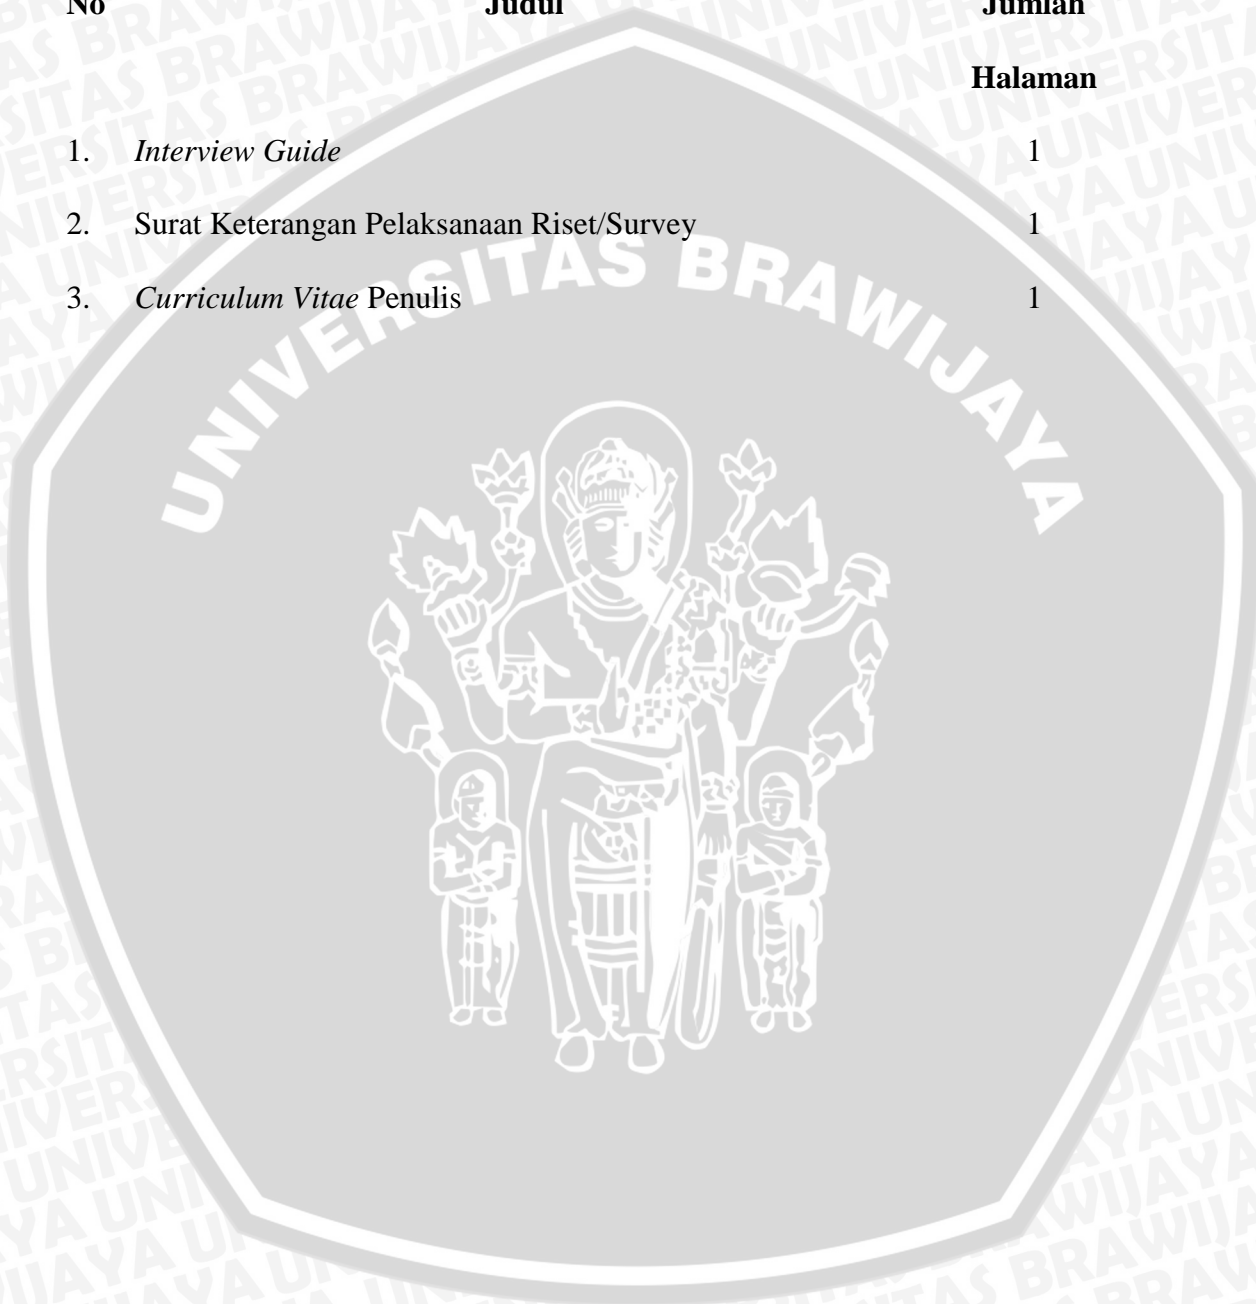 No Judul Jumlah
Halaman
1. Interview Guide 1
2. Surat Keterangan Pelaksanaan Riset/Survey 1
3. Curriculum Vitae Penulis 1
UNIVERSITAS BRAWIJAYA